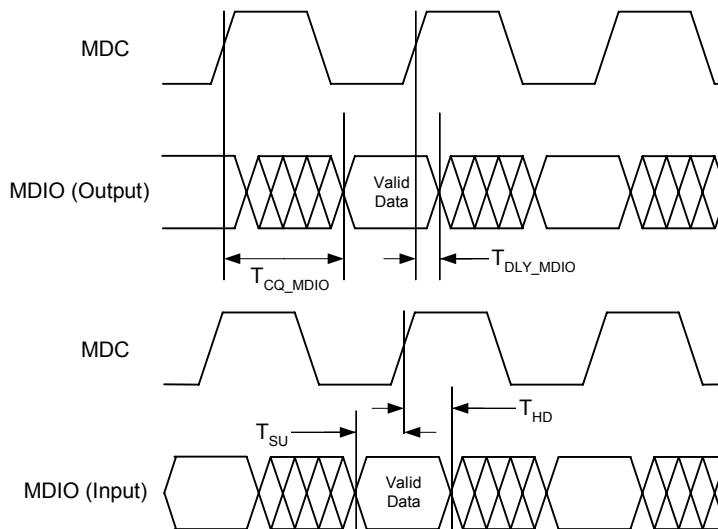 MDC
MDIO (Output)
Valid
Data
T_CQ_MDIO
T_DLY_MDIO
MDC
T_HD
T_SU
MDIO (Input)
Valid
Data